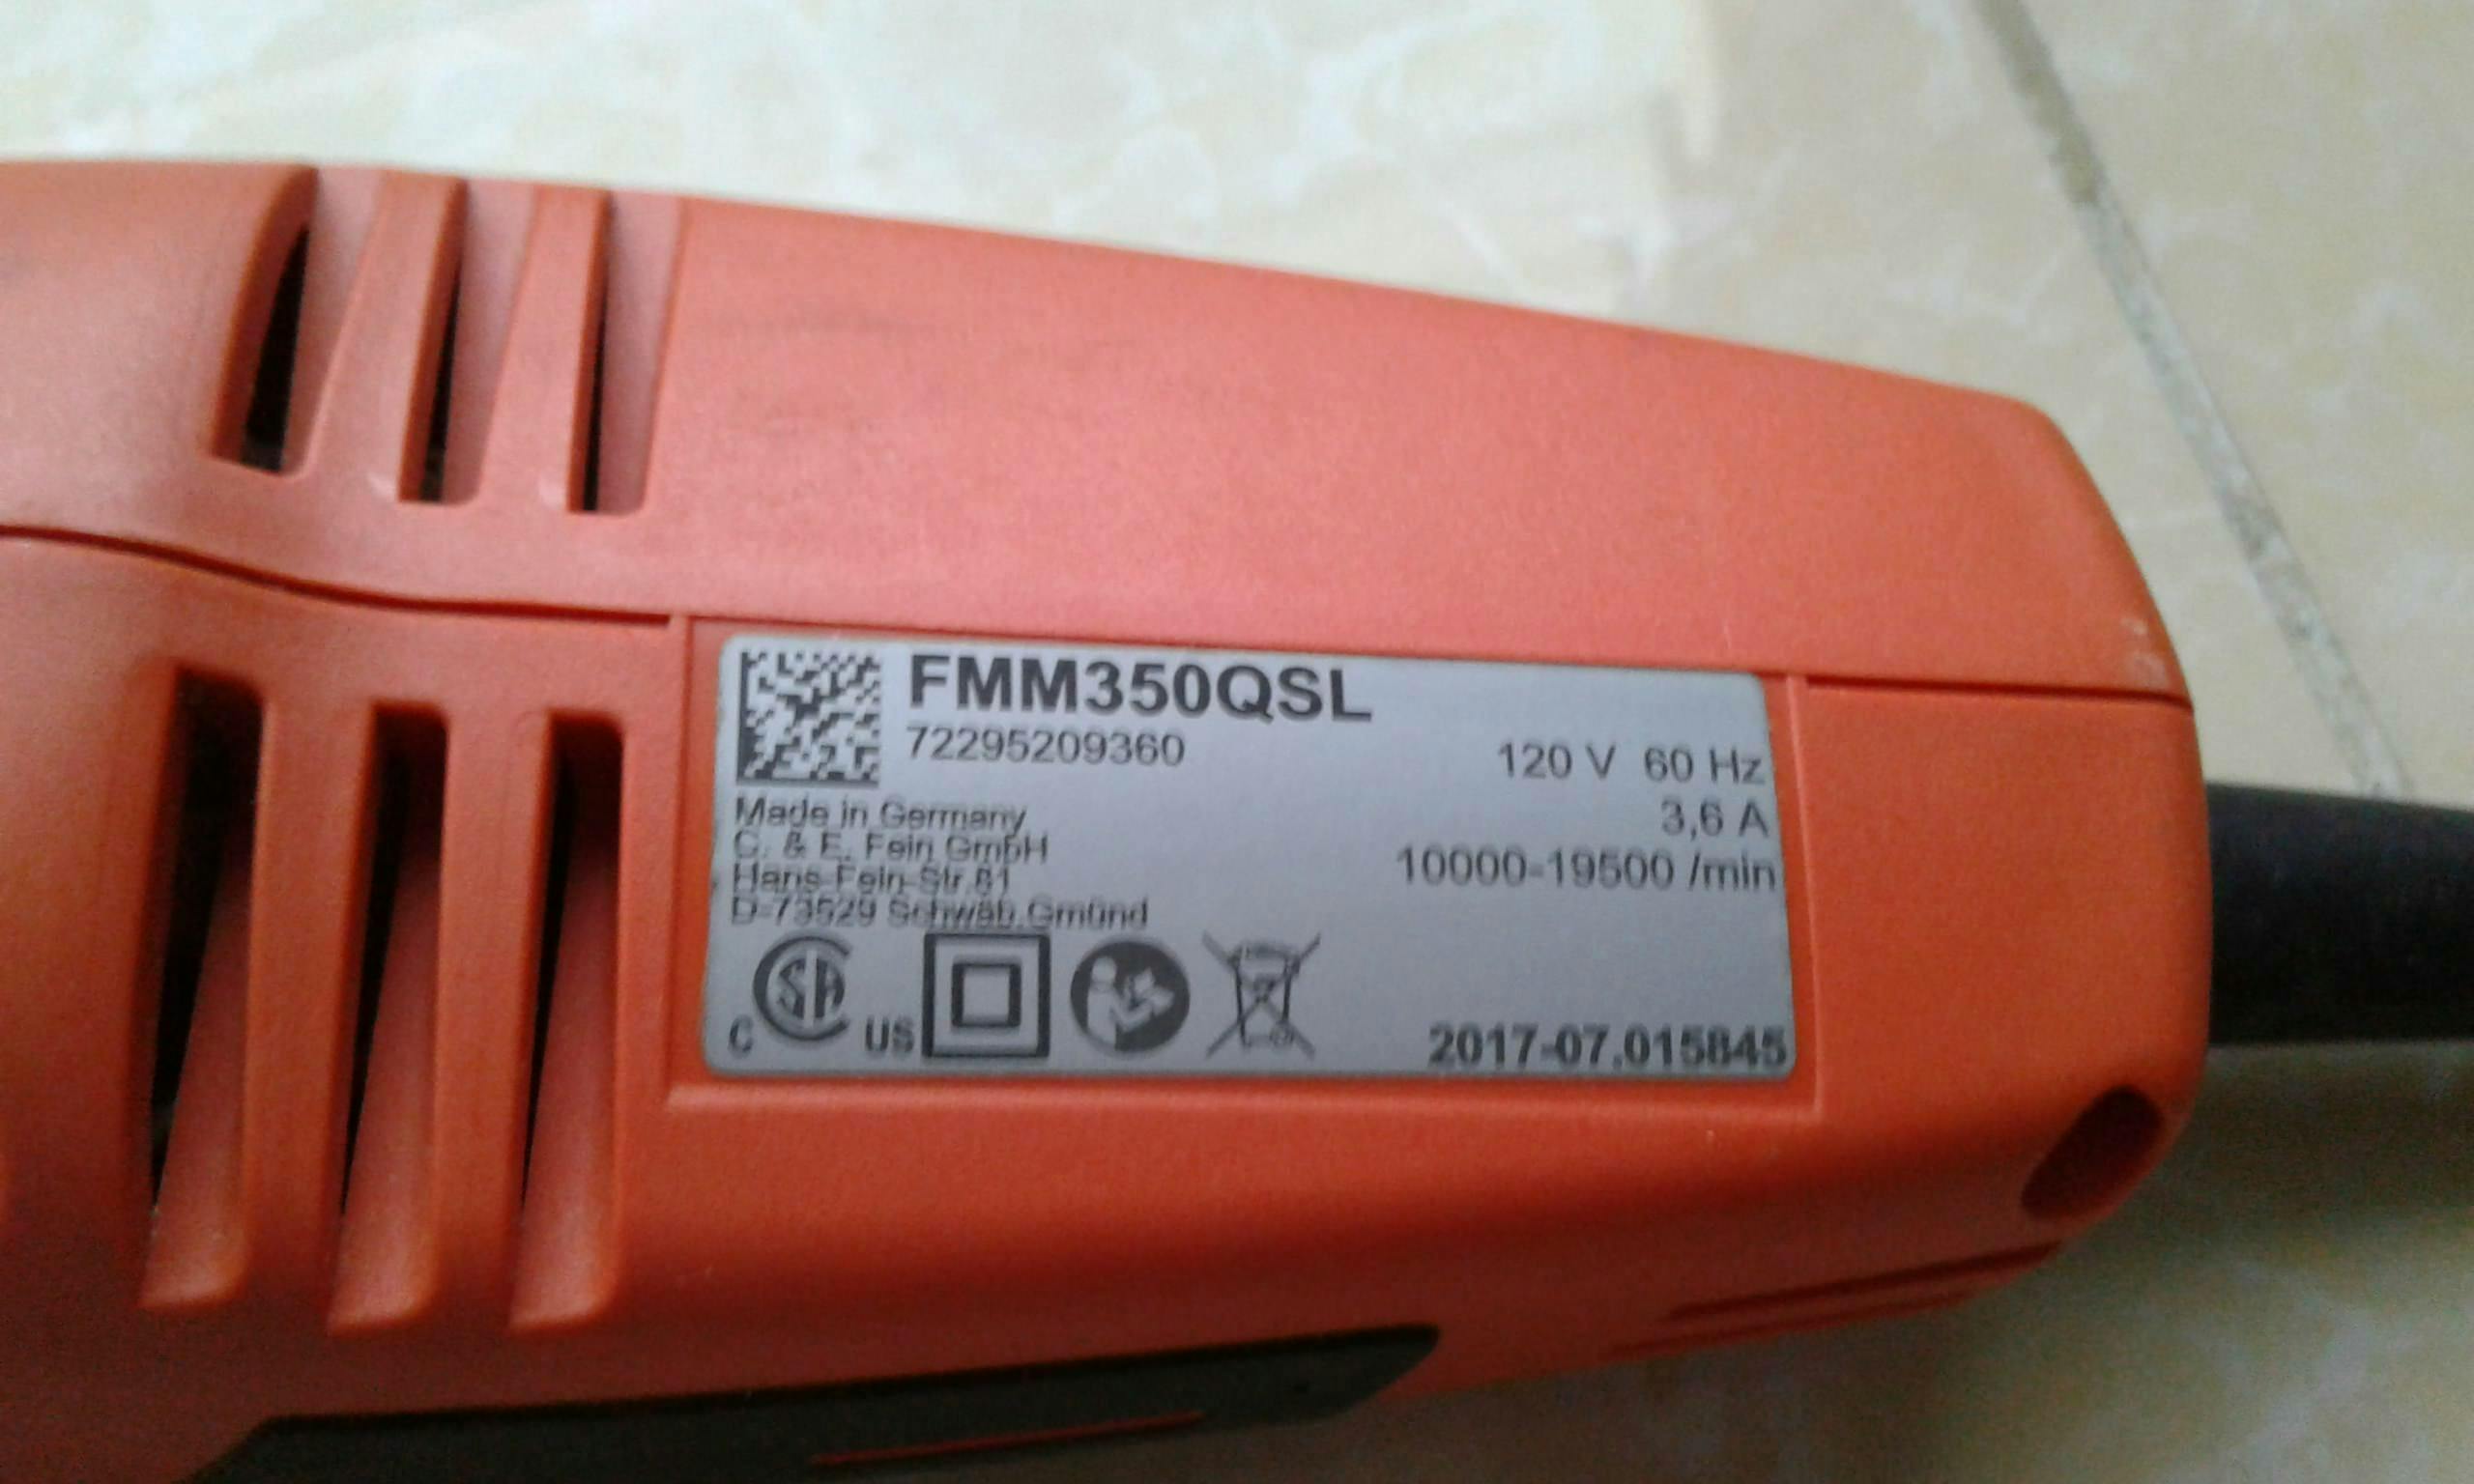 FMM350QSL
72295209360
120 V 60 Hz
3,6 A
10000-19500 /min
Made in Germany
C. & E. Fein GmbH
Hans-Fein-Str.81
D-73529 Schwäb.Gmünd
C SA US
2017-07.015845